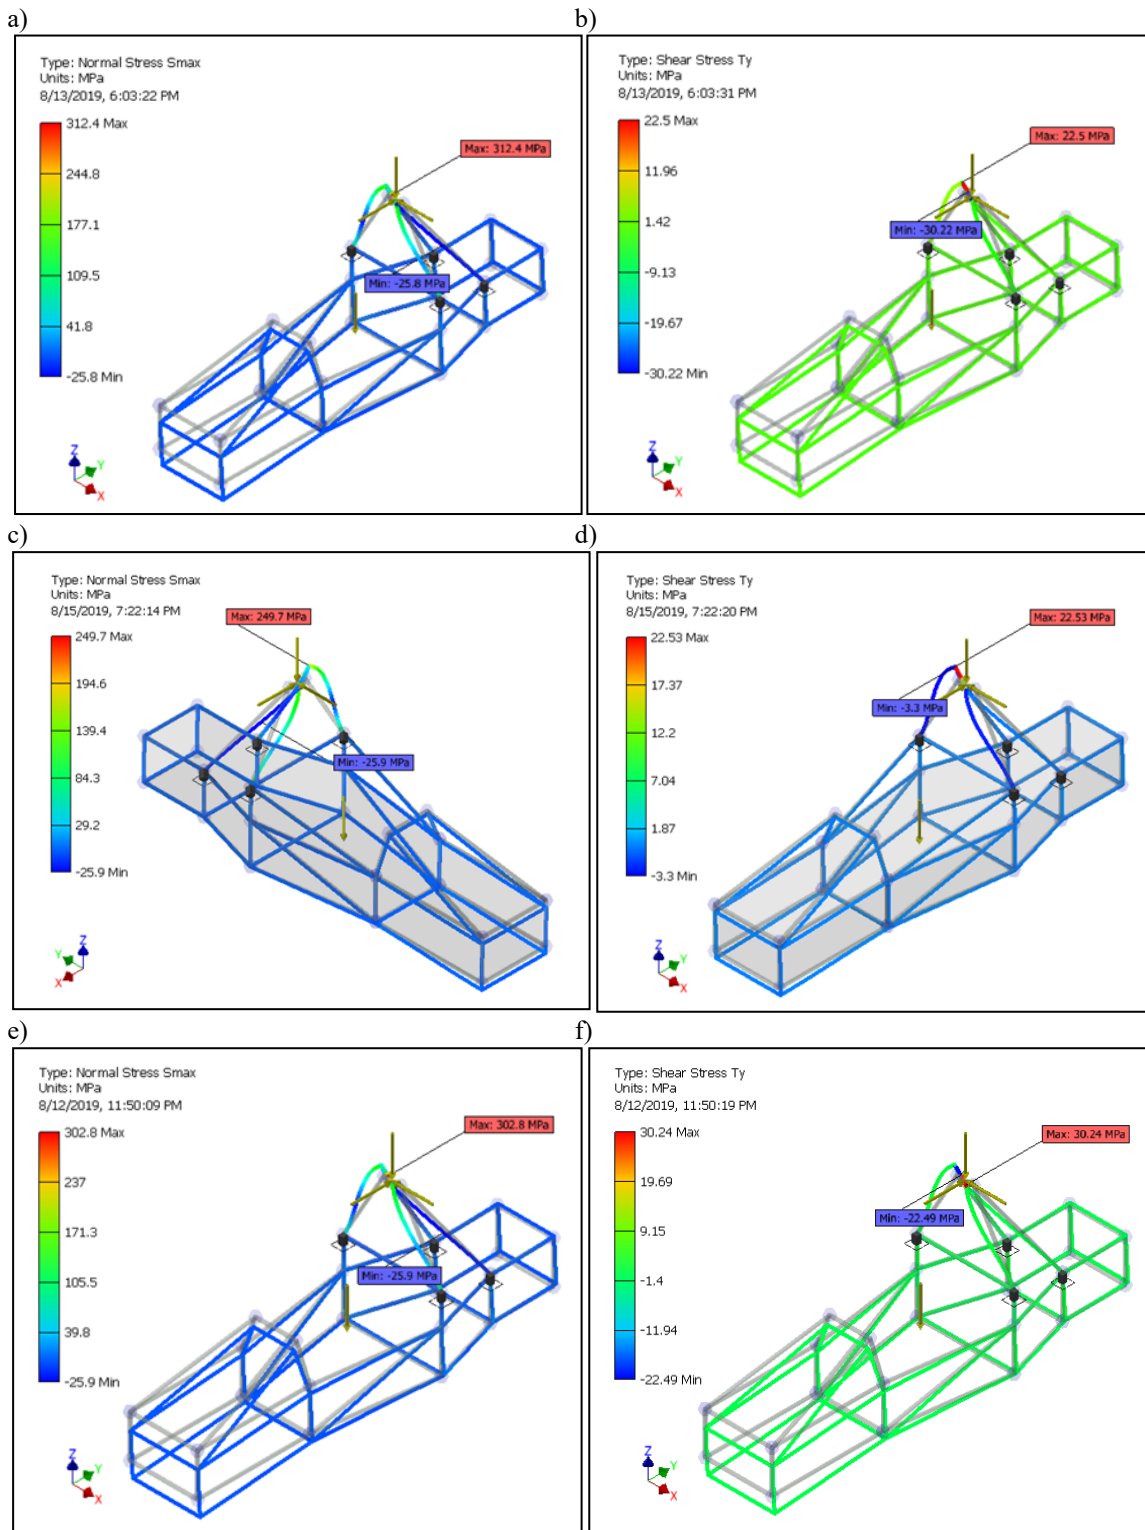 a)
Type: Normal Stress Smax
Units: MPa
8/13/2019, 6:03:22 PM
312.4 Max
244.8
177.1
109.5
41.8
-25.8 Min
Max: 312.4 MPa
Min: -25.8 MPa
Z
Y
X
b)
Type: Shear Stress Ty
Units: MPa
8/13/2019, 6:03:31 PM
22.5 Max
11.96
1.42
-9.13
-19.67
-30.22 Min
Max: 22.5 MPa
Min: -30.22 MPa
Z
Y
X
c)
Type: Normal Stress Smax
Units: MPa
8/15/2019, 7:22:14 PM
249.7 Max
194.6
139.4
84.3
29.2
-25.9 Min
Max: 249.7 MPa
Min: -25.9 MPa
Z
Y
X
d)
Type: Shear Stress Ty
Units: MPa
8/15/2019, 7:22:20 PM
22.53 Max
17.37
12.2
7.04
1.87
-3.3 Min
Max: 22.53 MPa
Min: -3.3 MPa
Z
Y
X
e)
Type: Normal Stress Smax
Units: MPa
8/12/2019, 11:50:09 PM
302.8 Max
237
171.3
105.5
39.8
-25.9 Min
Max: 302.8 MPa
Min: -25.9 MPa
Z
Y
X
f)
Type: Shear Stress Ty
Units: MPa
8/12/2019, 11:50:19 PM
30.24 Max
19.69
9.15
-1.4
-11.94
-22.49 Min
Max: 30.24 MPa
Min: -22.49 MPa
Z
Y
X